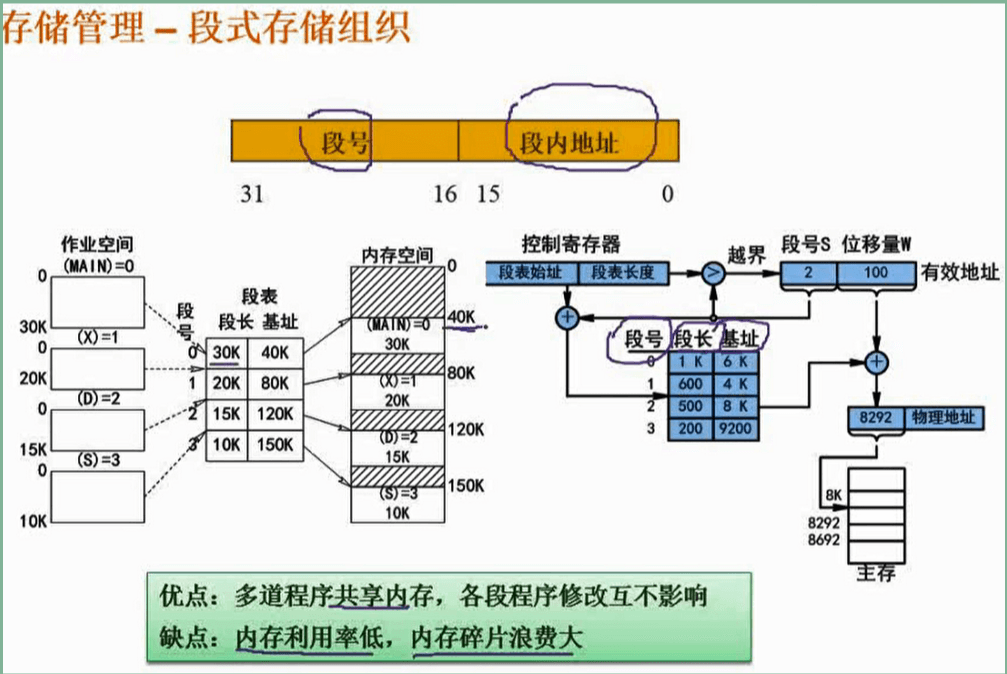 存储管理 – 段式存储组织
段号 段内地址
31 16 15 0
作业空间
(MAIN)=0
0
30K
(X)=1
0
20K
(D)=2
0
15K
(S)=3
0
10K
段表
段号 段长 基址
0 30K 40K
1 20K 80K
2 15K 120K
3 10K 150K
内存空间
0
40K
(MAIN)=0
30K
80K
(X)=1
20K
120K
(D)=2
15K
150K
(S)=3
10K
控制寄存器
段表始址 段表长度
>
越界
段号S 位移量W
2 100 有效地址
+
段号 段长 基址
0 1 K 6 K
1 600 4 K
2 500 8 K
3 200 9200
+
8292 物理地址
8K
8292
8692
主存
优点：多道程序共享内存，各段程序修改互不影响
缺点：内存利用率低，内存碎片浪费大